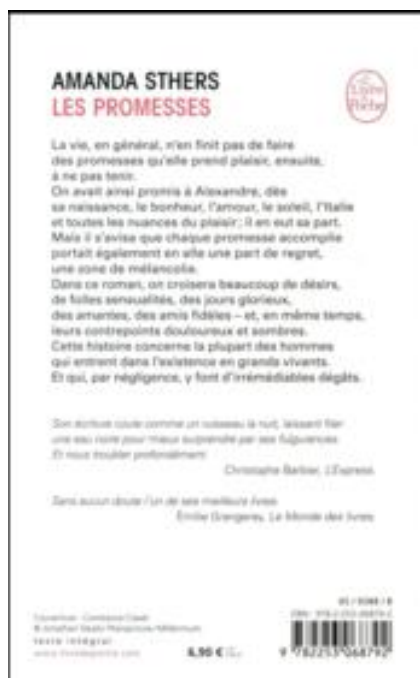 AMANDA STHERS
LES PROMESSES
Le Livre de Poche
La vie, en général, n'en finit pas de faire
des promesses qu'elle prend plaisir, ensuite,
à ne pas tenir.
On avait ainsi promis à Alexandre, dès
sa naissance, le bonheur, l'amour, le soleil, l'Italie
et toutes les nuances du plaisir ; il en eut sa part.
Mais il s'avisa que chaque promesse accomplie
portait également en elle une part de regret,
une zone de mélancolie.
Dans ce roman, on croisera beaucoup de désirs,
de folles sensualités, des jours glorieux,
des amantes, des amis fidèles – et, en même temps,
leurs contrepoints douloureux et sombres.
Cette histoire concerne la plupart des hommes
qui entrent dans l'existence en grands vivants.
Et qui, par négligence, y font d'irrémédiables dégâts.
Son écriture coule comme un ruisseau la nuit, laissant filer
une eau noire pour mieux surprendre par ses fulgurances.
Et nous troubler profondément.
Christophe Barbier, L'Express
Sans aucun doute l'un de ses meilleurs livres.
Emilie Grangeray, Le Monde des livres
Couverture :
texte intégral
www.livredepoche.com
6,90 €
9 782253 068792